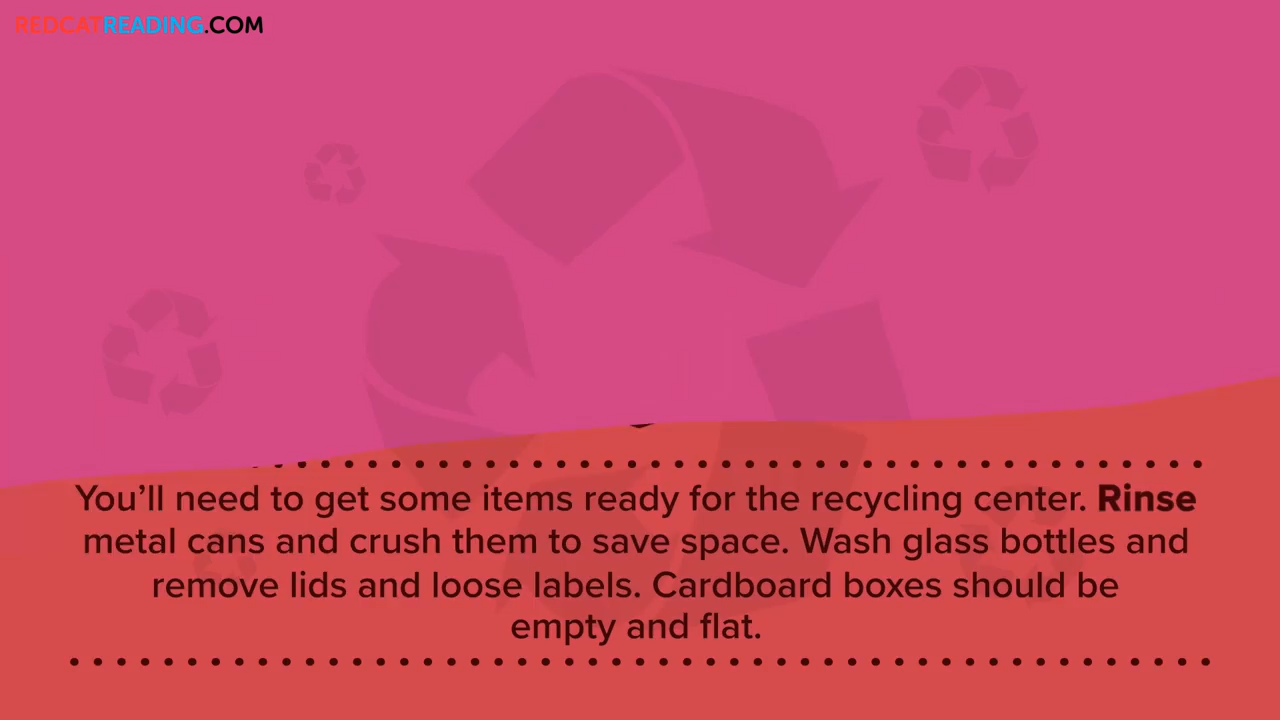 REDCATREADING.COM
You’ll need to get some items ready for the recycling center. Rinse
metal cans and crush them to save space. Wash glass bottles and
remove lids and loose labels. Cardboard boxes should be
empty and flat.